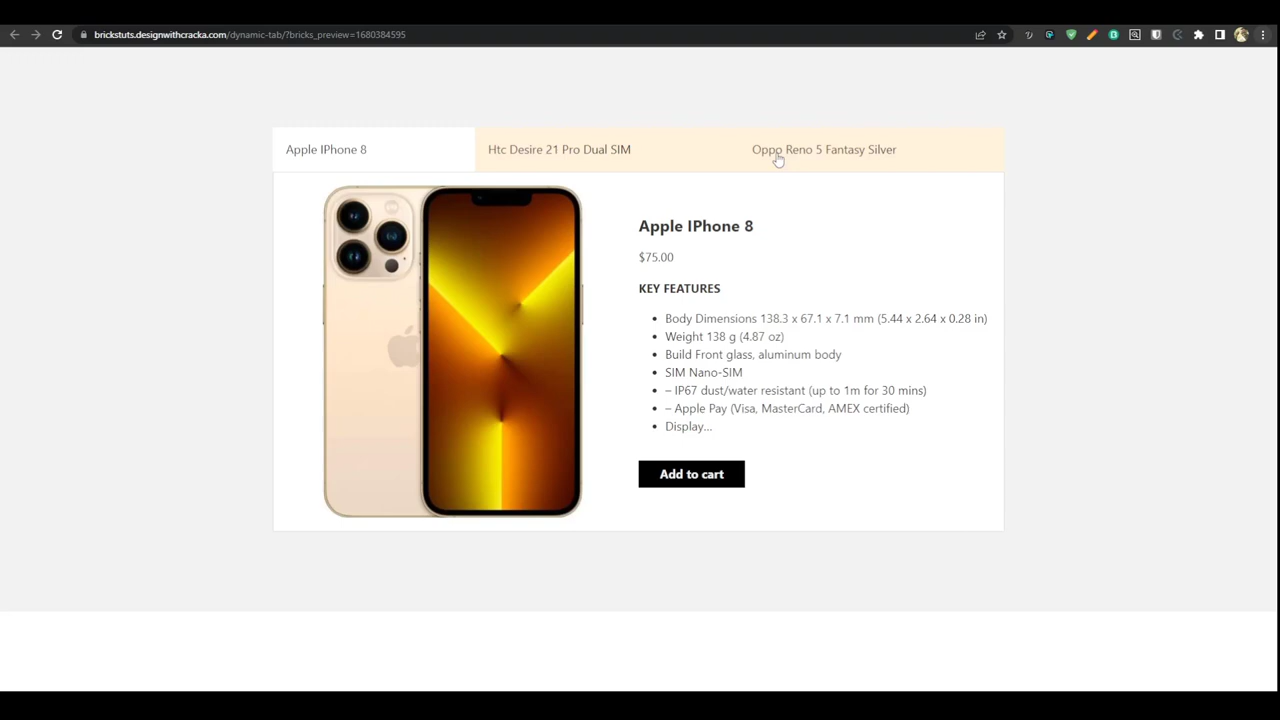 brickstuts.designwithcracka.com/dynamic-tab/?bricks_preview=1680384595
Apple IPhone 8
Htc Desire 21 Pro Dual SIM
Oppo Reno 5 Fantasy Silver
Apple IPhone 8
$75.00
KEY FEATURES
• Body Dimensions 138.3 x 67.1 x 7.1 mm (5.44 x 2.64 x 0.28 in)
• Weight 138 g (4.87 oz)
• Build Front glass, aluminum body
• SIM Nano-SIM
• – IP67 dust/water resistant (up to 1m for 30 mins)
• – Apple Pay (Visa, MasterCard, AMEX certified)
• Display...
Add to cart